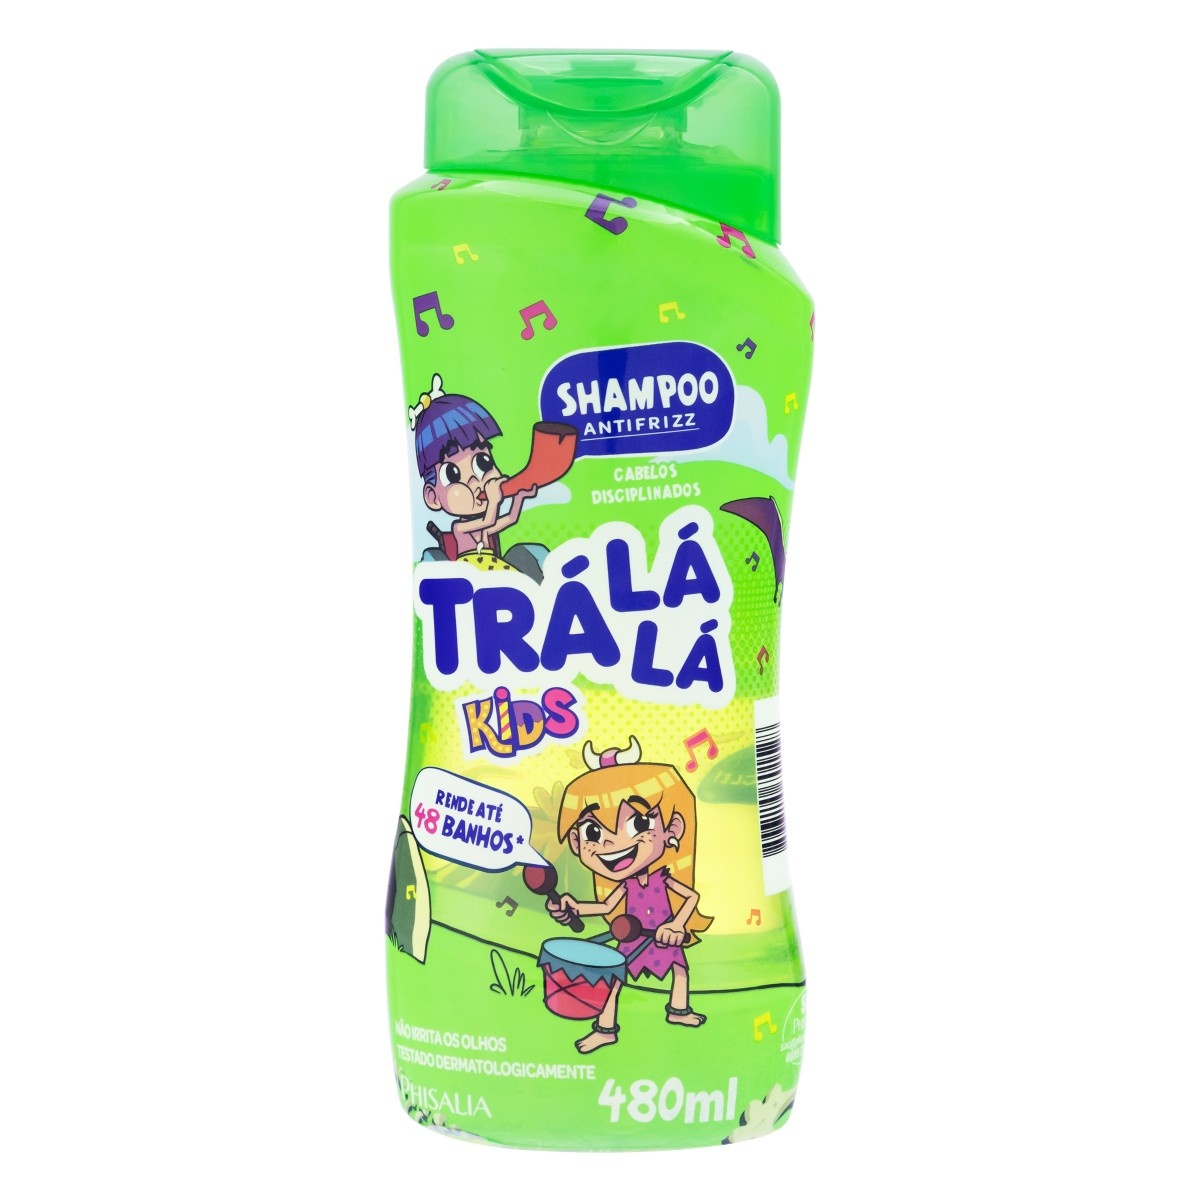 SHAMPOO
ANTIFRIZZ
CABELOS
DISCIPLINADOS
TRÁ LÁ
LÁ
KiDS
RENDE ATÉ
48 BANHOS*
NÃO IRRITA OS OLHOS
TESTADO DERMATOLOGICAMENTE
PHISALIA
480ml